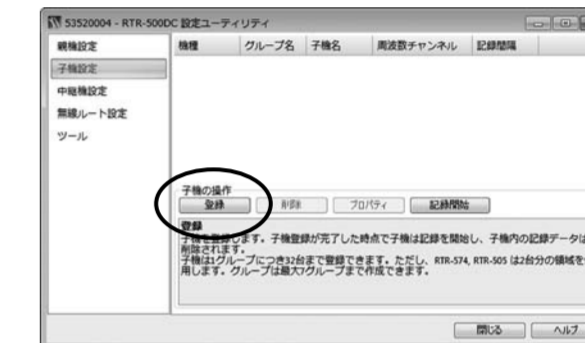 53520004 - RTR-500DC 設定ユーティリティ
親機設定
子機設定
中継機設定
無線ルート設定
ツール
機種 グループ名 子機名 周波数チャンネル 記録間隔
子機の操作
登録 削除 プロパティ 記録開始
登録
子機を登録します。子機登録が完了した時点で子機は記録を開始し、子機内の記録データは
削除されます。
子機は1グループにつき32台まで登録できます。ただし、RTR-574, RTR-505 は2台分の領域を
用します。グループは最大7グループまで作成できます。
閉じる ヘルプ